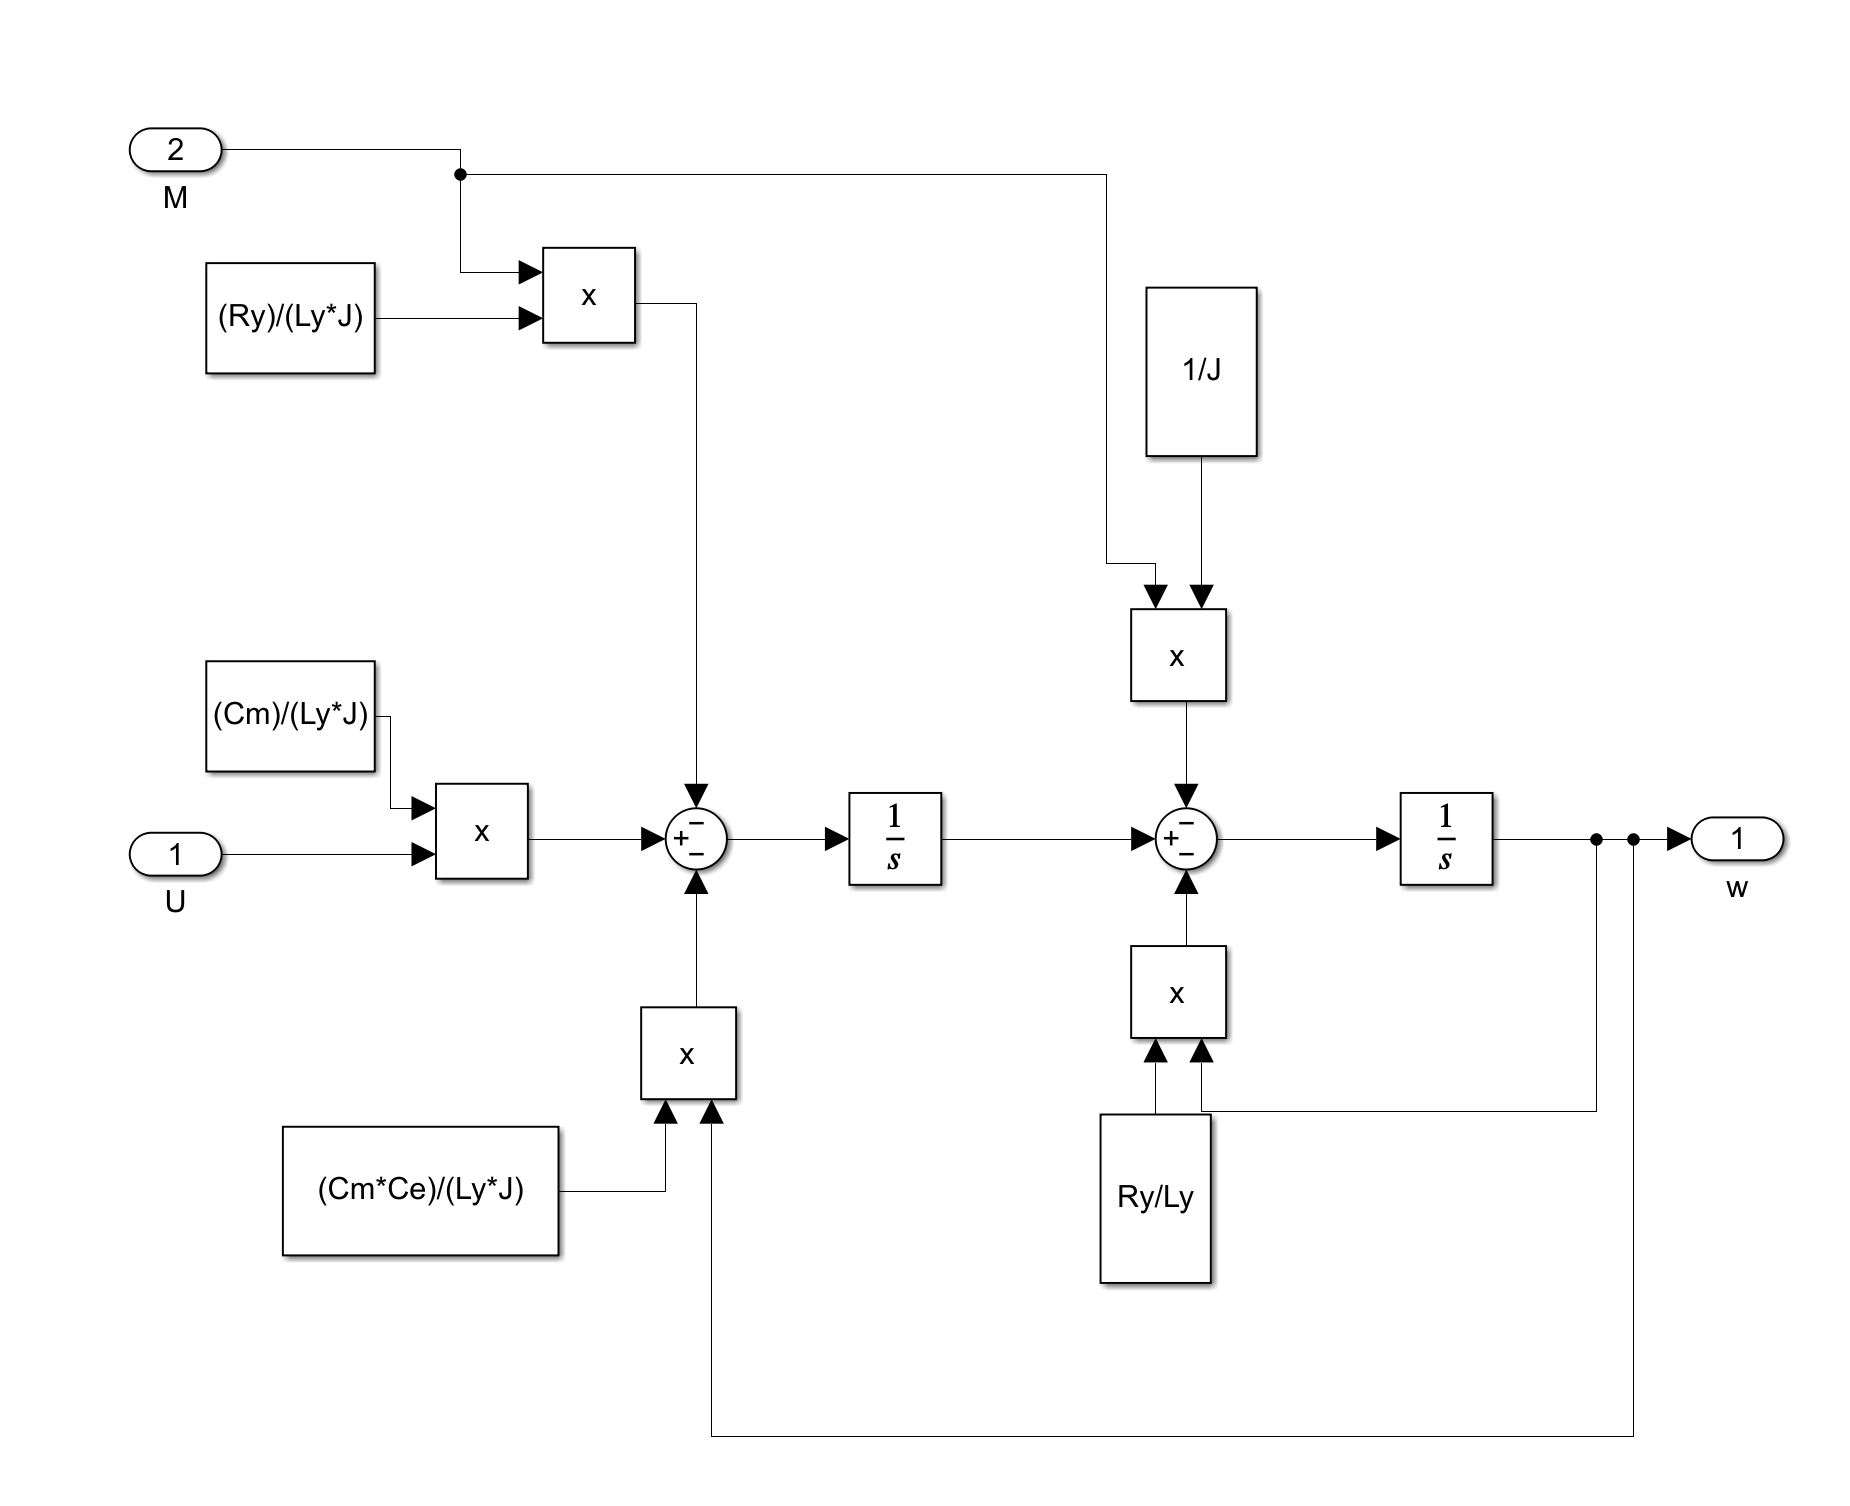 2
M
(Ry)/(Ly*J)
x
1/J
x
(Cm)/(Ly*J)
x
1
U
+
−
−
1
s
+
−
−
1
s
1
w
x
x
(Cm*Ce)/(Ly*J)
Ry/Ly